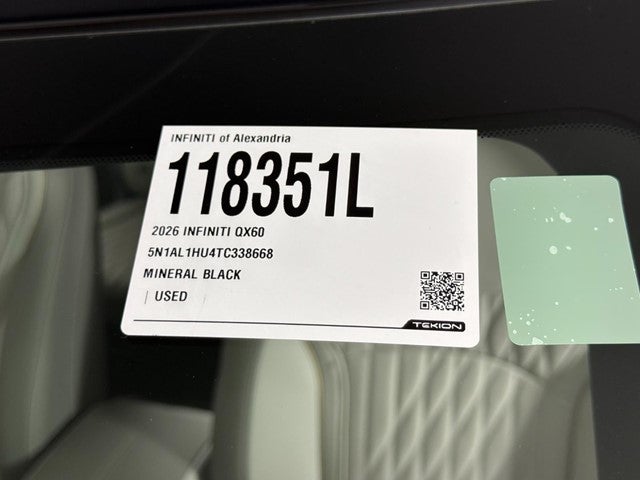 INFINITI of Alexandria
118351L
2026 INFINITI QX60
5N1AL1HU4TC338668
MINERAL BLACK
| USED
TEKION